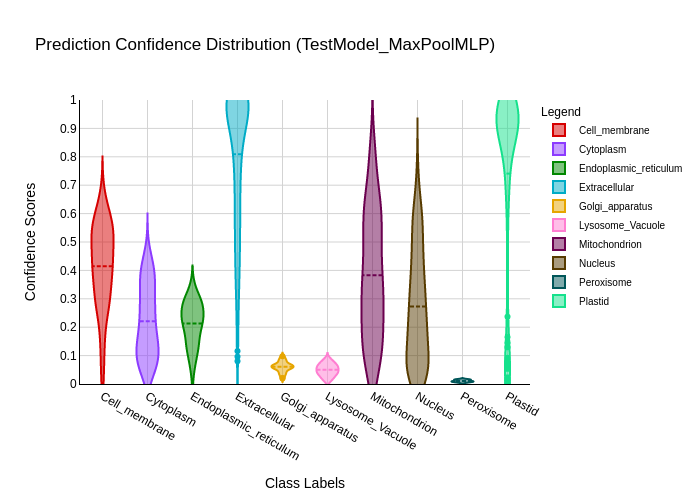 Prediction Confidence Distribution (TestModel_MaxPoolMLP)
Legend
Cell_membrane
Cytoplasm
Endoplasmic_reticulum
Extracellular
Golgi_apparatus
Lysosome_Vacuole
Mitochondrion
Nucleus
Peroxisome
Plastid
Confidence Scores
1
0.9
0.8
0.7
0.6
0.5
0.4
0.3
0.2
0.1
0
Cell_membrane
Cytoplasm
Endoplasmic_reticulum
Extracellular
Golgi_apparatus
Lysosome_Vacuole
Mitochondrion
Nucleus
Peroxisome
Plastid
Class Labels